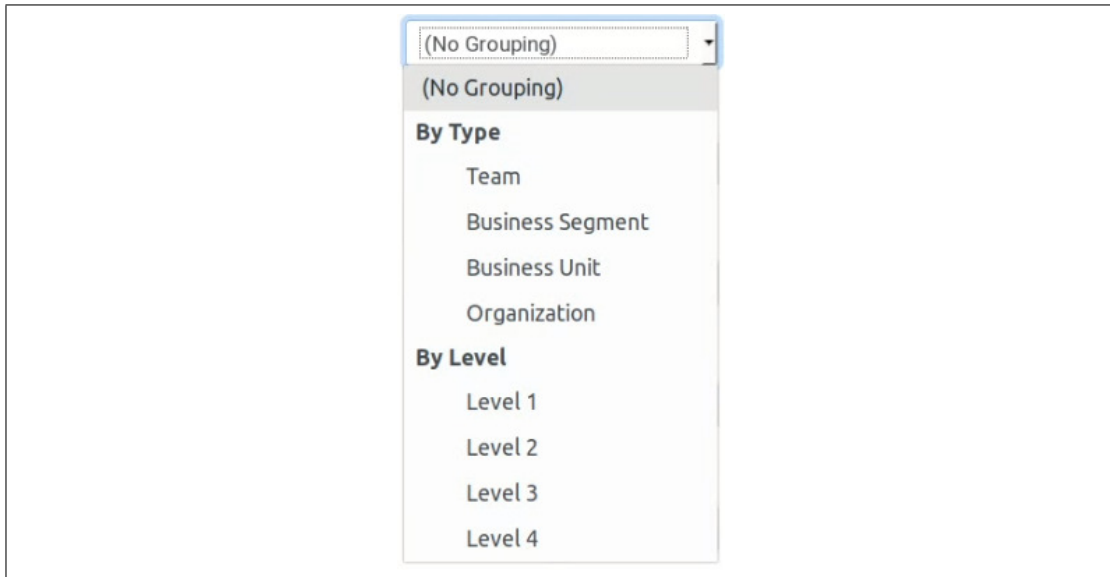 (No Grouping)
(No Grouping)
By Type
Team
Business Segment
Business Unit
Organization
By Level
Level 1
Level 2
Level 3
Level 4